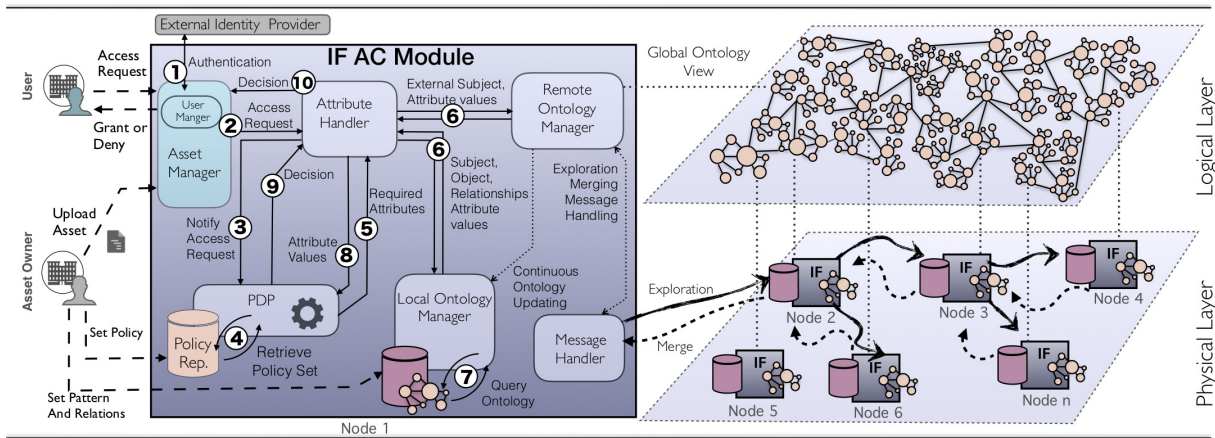 External Identity Provider
IF AC Module
Access
Request
User
Grant or
Deny
1
Authentication
User
Manger
Asset
Manager
Decision
10
2
Access
Request
Attribute
Handler
External Subject,
Attribute values
6
Remote
Ontology
Manager
Global Ontology
View
Logical Layer
6
Subject
Object,
Relationships
Attribute
values
Exploration
Merging
Message
Handling
9
Decision
3
Notify
Access
Request
Attribute
Values
8
5
Required
Attributes
Upload
Asset
Asset Owner
Set Policy
Set Pattern
And Relations
PDP
Policy
Rep.
4
Retrieve
Policy Set
Local Ontology
Manager
7
Query
Ontology
Continuous
Ontology
Updating
Message
Handler
Node 1
Exploration
Merge
IF
Node 2
IF
Node 3
IF
Node 4
IF
Node 5
IF
Node 6
IF
Node n
Physical Layer